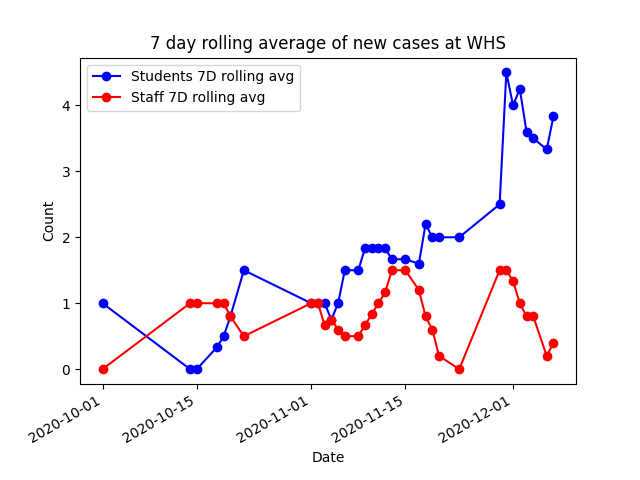 7 day rolling average of new cases at WHS
Students 7D rolling avg
Staff 7D rolling avg
Count
4
3
2
1
0
2020-10-01
2020-10-15
2020-11-01
2020-11-15
2020-12-01
Date